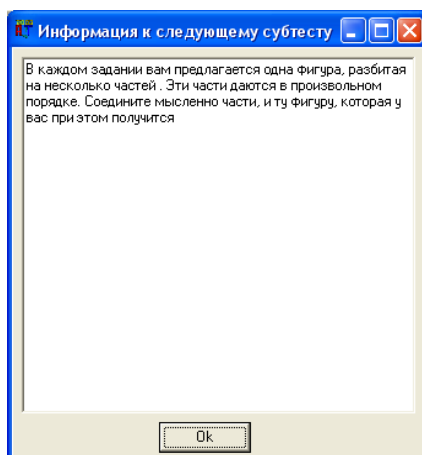 Информация к следующему субтесту
В каждом задании вам предлагается одна фигура, разбитая
на несколько частей . Эти части даются в произвольном
порядке. Соедините мысленно части, и ту фигуру, которая у
вас при этом получится
Ok